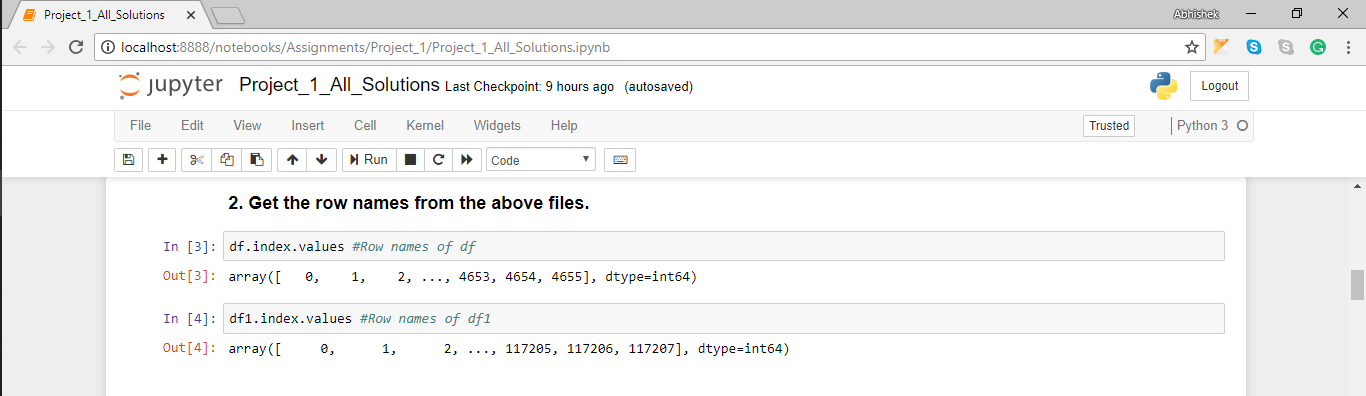 Project_1_All_Solutions
Abhishek
localhost:8888/notebooks/Assignments/Project_1/Project_1_All_Solutions.ipynb
jupyter Project_1_All_Solutions Last Checkpoint: 9 hours ago (autosaved)
Logout
File Edit View Insert Cell Kernel Widgets Help
Trusted Python 3
Run Code
2. Get the row names from the above files.
In [3]: df.index.values #Row names of df
Out[3]: array([   0,    1,    2, ..., 4653, 4654, 4655], dtype=int64)
In [4]: df1.index.values #Row names of df1
Out[4]: array([     0,      1,      2, ..., 117205, 117206, 117207], dtype=int64)